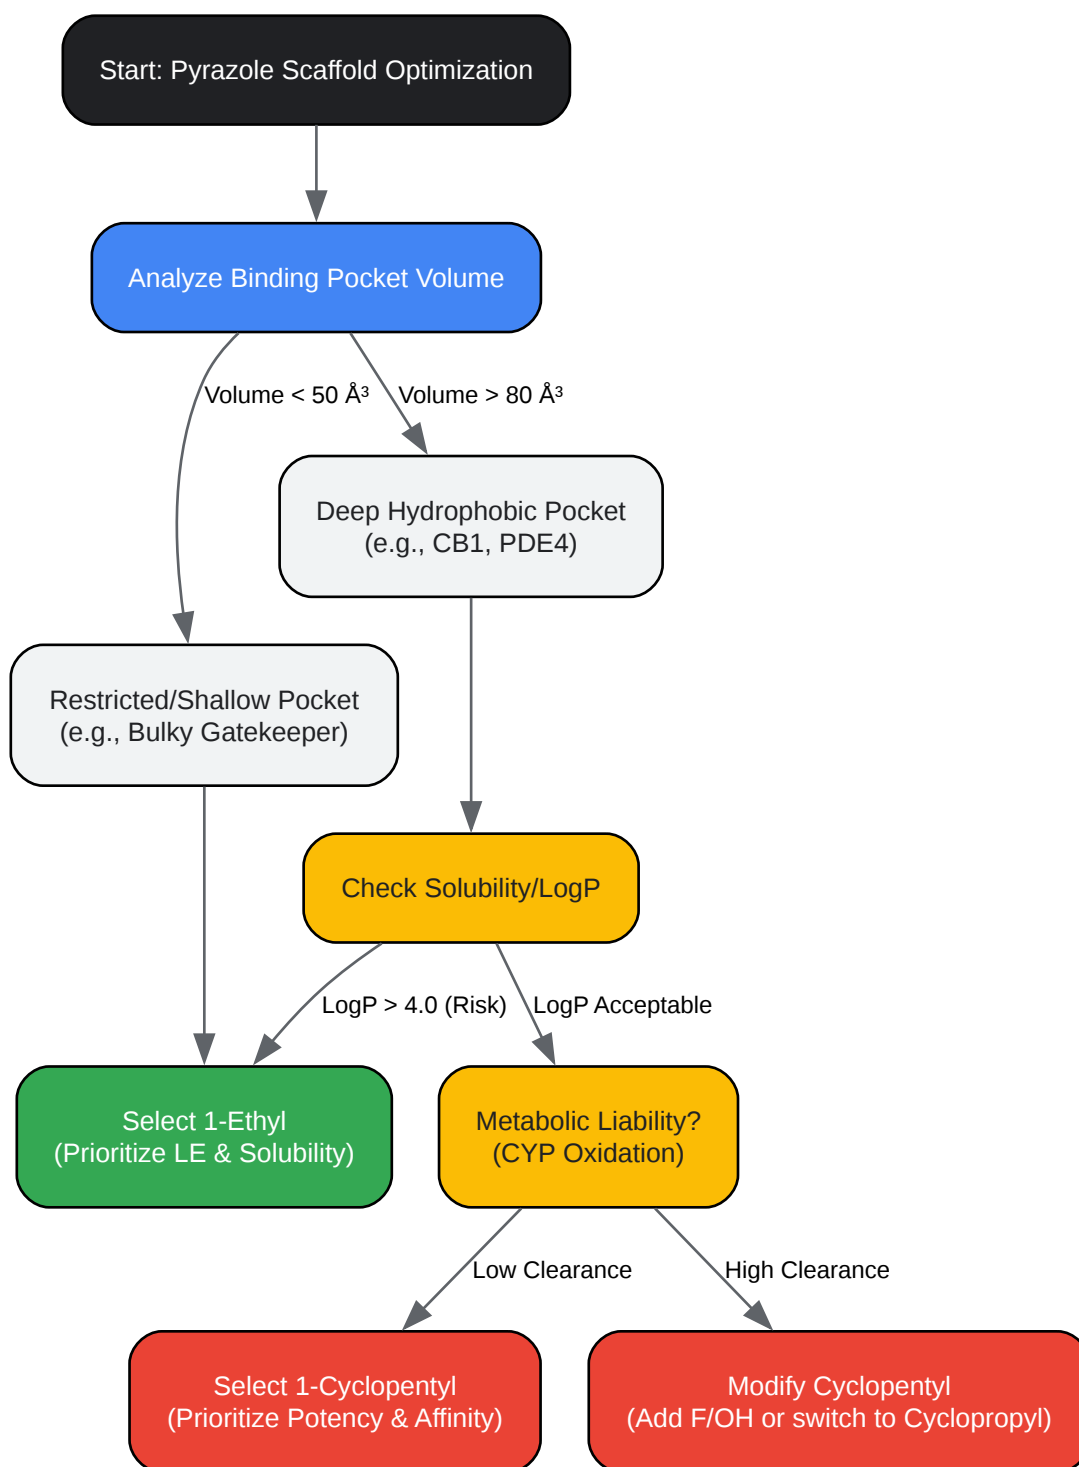 Start: Pyrazole Scaffold Optimization
Analyze Binding Pocket Volume
Volume < 50 Å³
Volume > 80 Å³
Deep Hydrophobic Pocket
(e.g., CB1, PDE4)
Restricted/Shallow Pocket
(e.g., Bulky Gatekeeper)
Check Solubility/LogP
LogP > 4.0 (Risk)
LogP Acceptable
Select 1-Ethyl
(Prioritize LE & Solubility)
Metabolic Liability?
(CYP Oxidation)
Low Clearance
High Clearance
Select 1-Cyclopentyl
(Prioritize Potency & Affinity)
Modify Cyclopentyl
(Add F/OH or switch to Cyclopropyl)